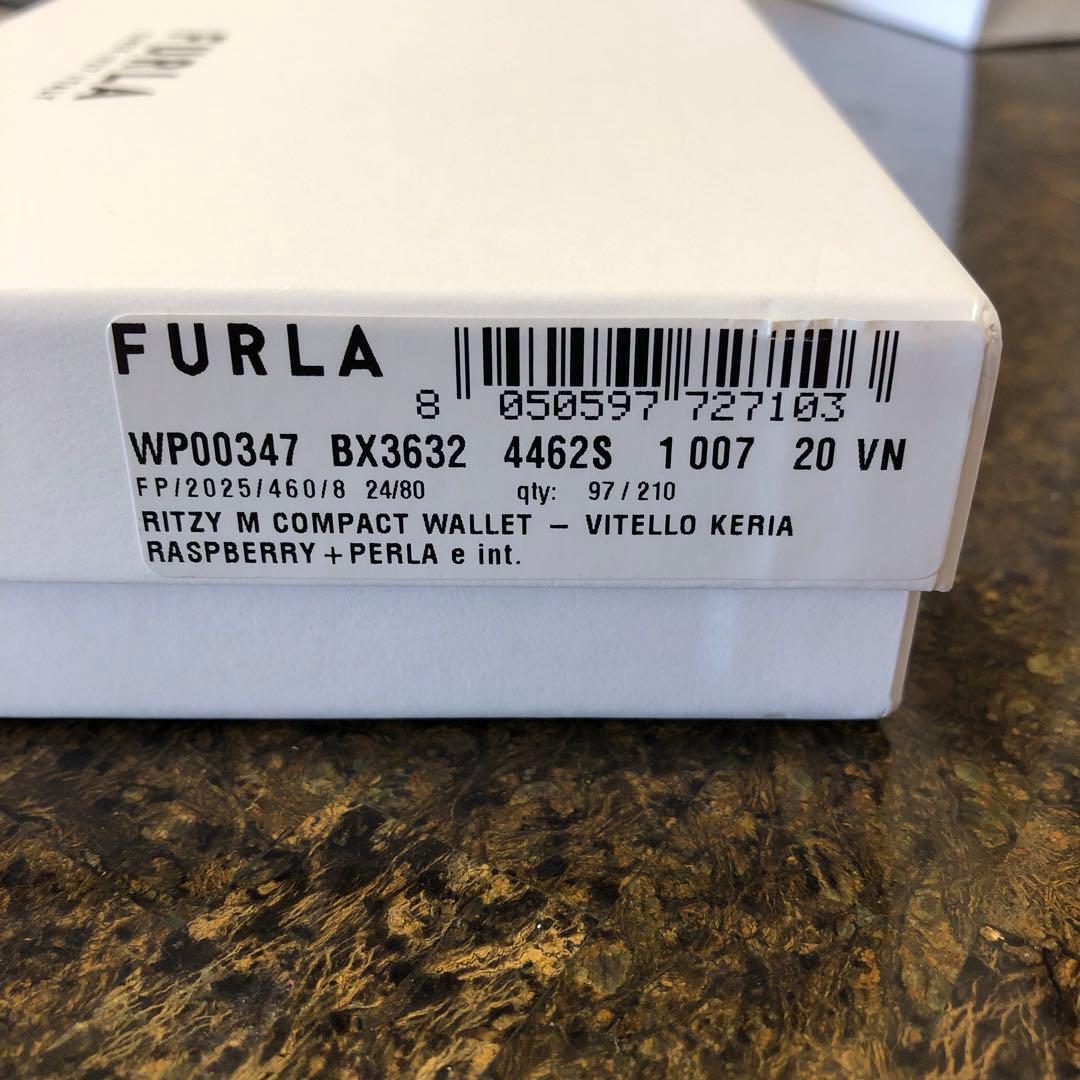 FURLA
FURLA
8 050597 727103
WP00347 BX3632 4462S 1 007 20 VN
FP/2025/460/8 24/80 qty: 97 / 210
RITZY M COMPACT WALLET – VITELLO KERIA
RASPBERRY + PERLA e int.